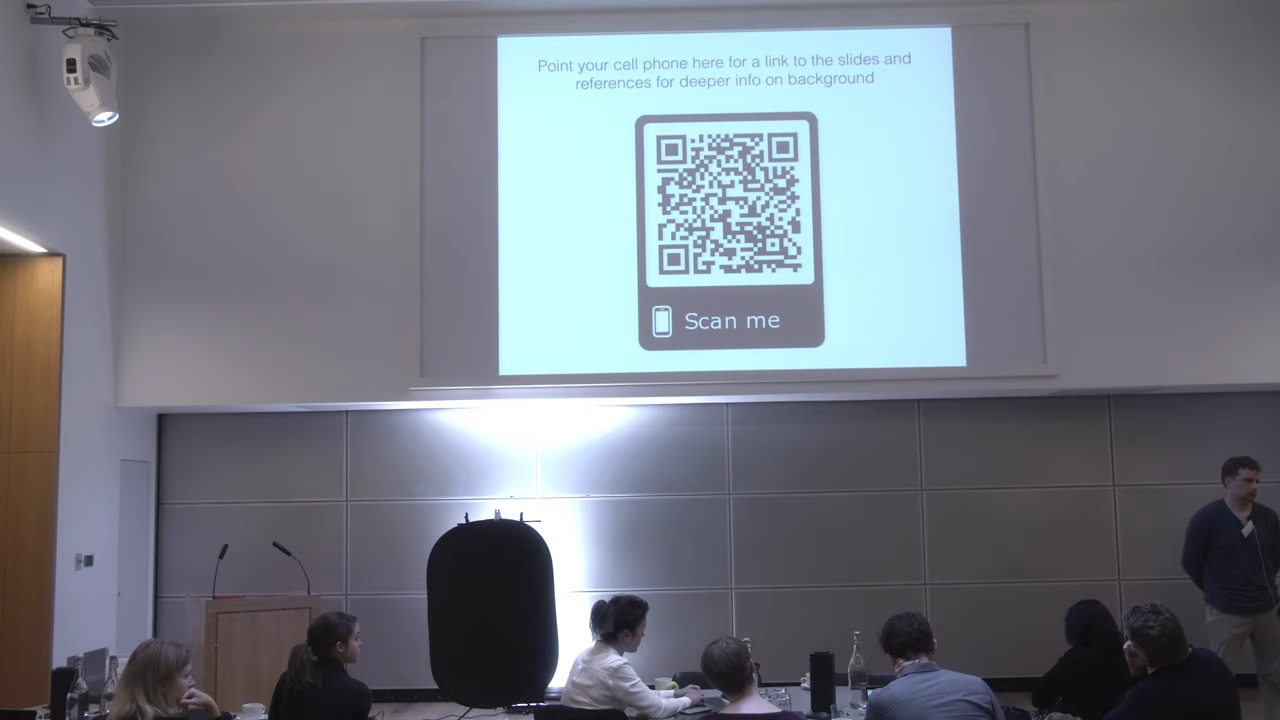 Point your cell phone here for a link to the slides and
references for deeper info on background
Scan me